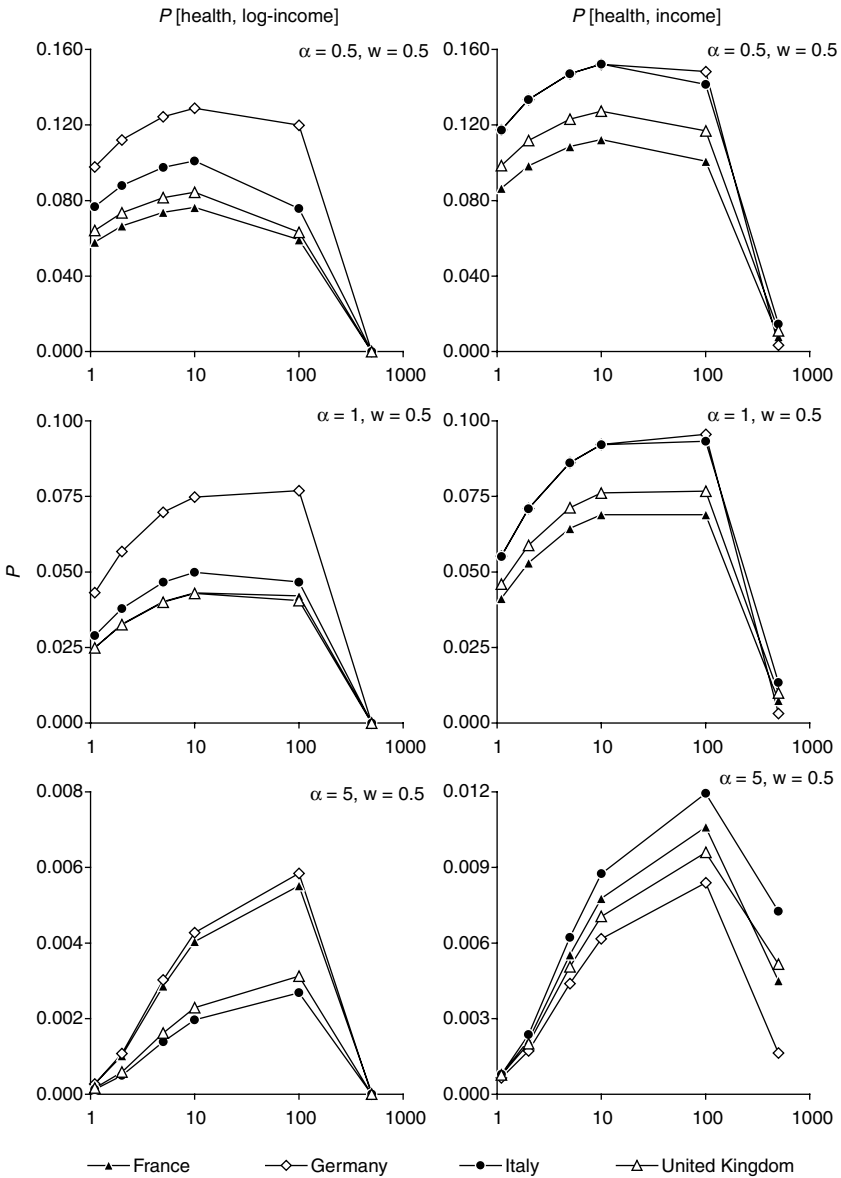 P [health, log-income]
α = 0.5, w = 0.5
0.160
0.120
0.080
0.040
0.000
1 10 100 1000
P [health, income]
α = 0.5, w = 0.5
0.160
0.120
0.080
0.040
0.000
1 10 100 1000
α = 1, w = 0.5
0.100
0.075
0.050
0.025
0.000
1 10 100 1000
P
α = 1, w = 0.5
0.100
0.075
0.050
0.025
0.000
1 10 100 1000
α = 5, w = 0.5
0.008
0.006
0.004
0.002
0.000
1 10 100 1000
α = 5, w = 0.5
0.012
0.009
0.006
0.003
0.000
1 10 100 1000
France Germany Italy United Kingdom